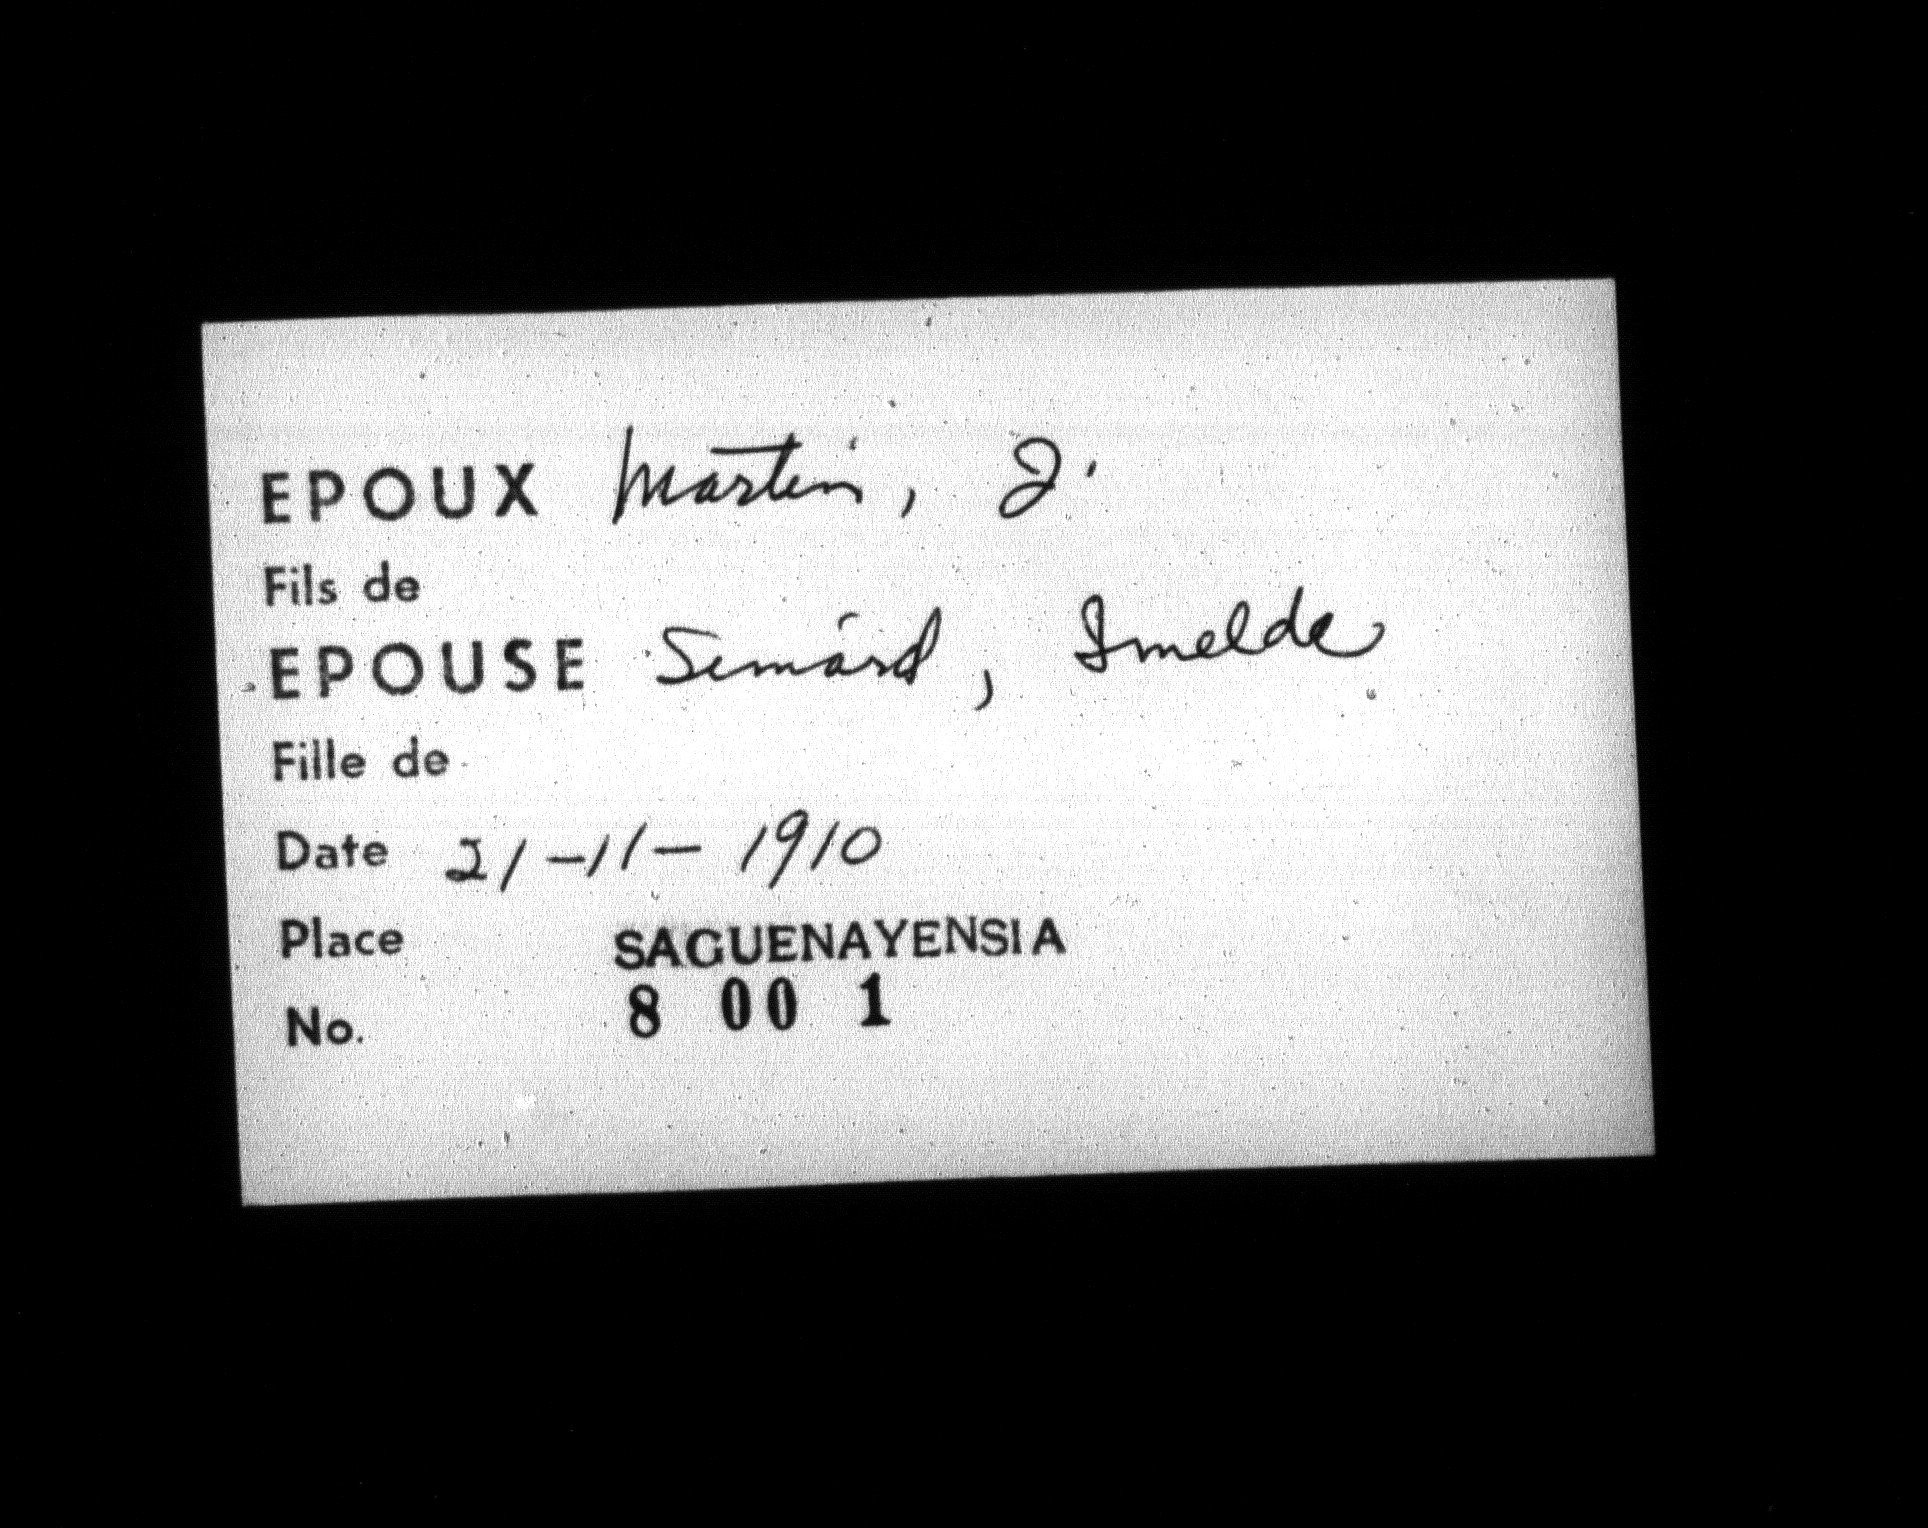 EPOUX Martin, J.
Fils de
EPOUSE Simard, Imelda
Fille de
Date 21-11-1910
Place SAGUENAYENSIA
No. 8 00 1